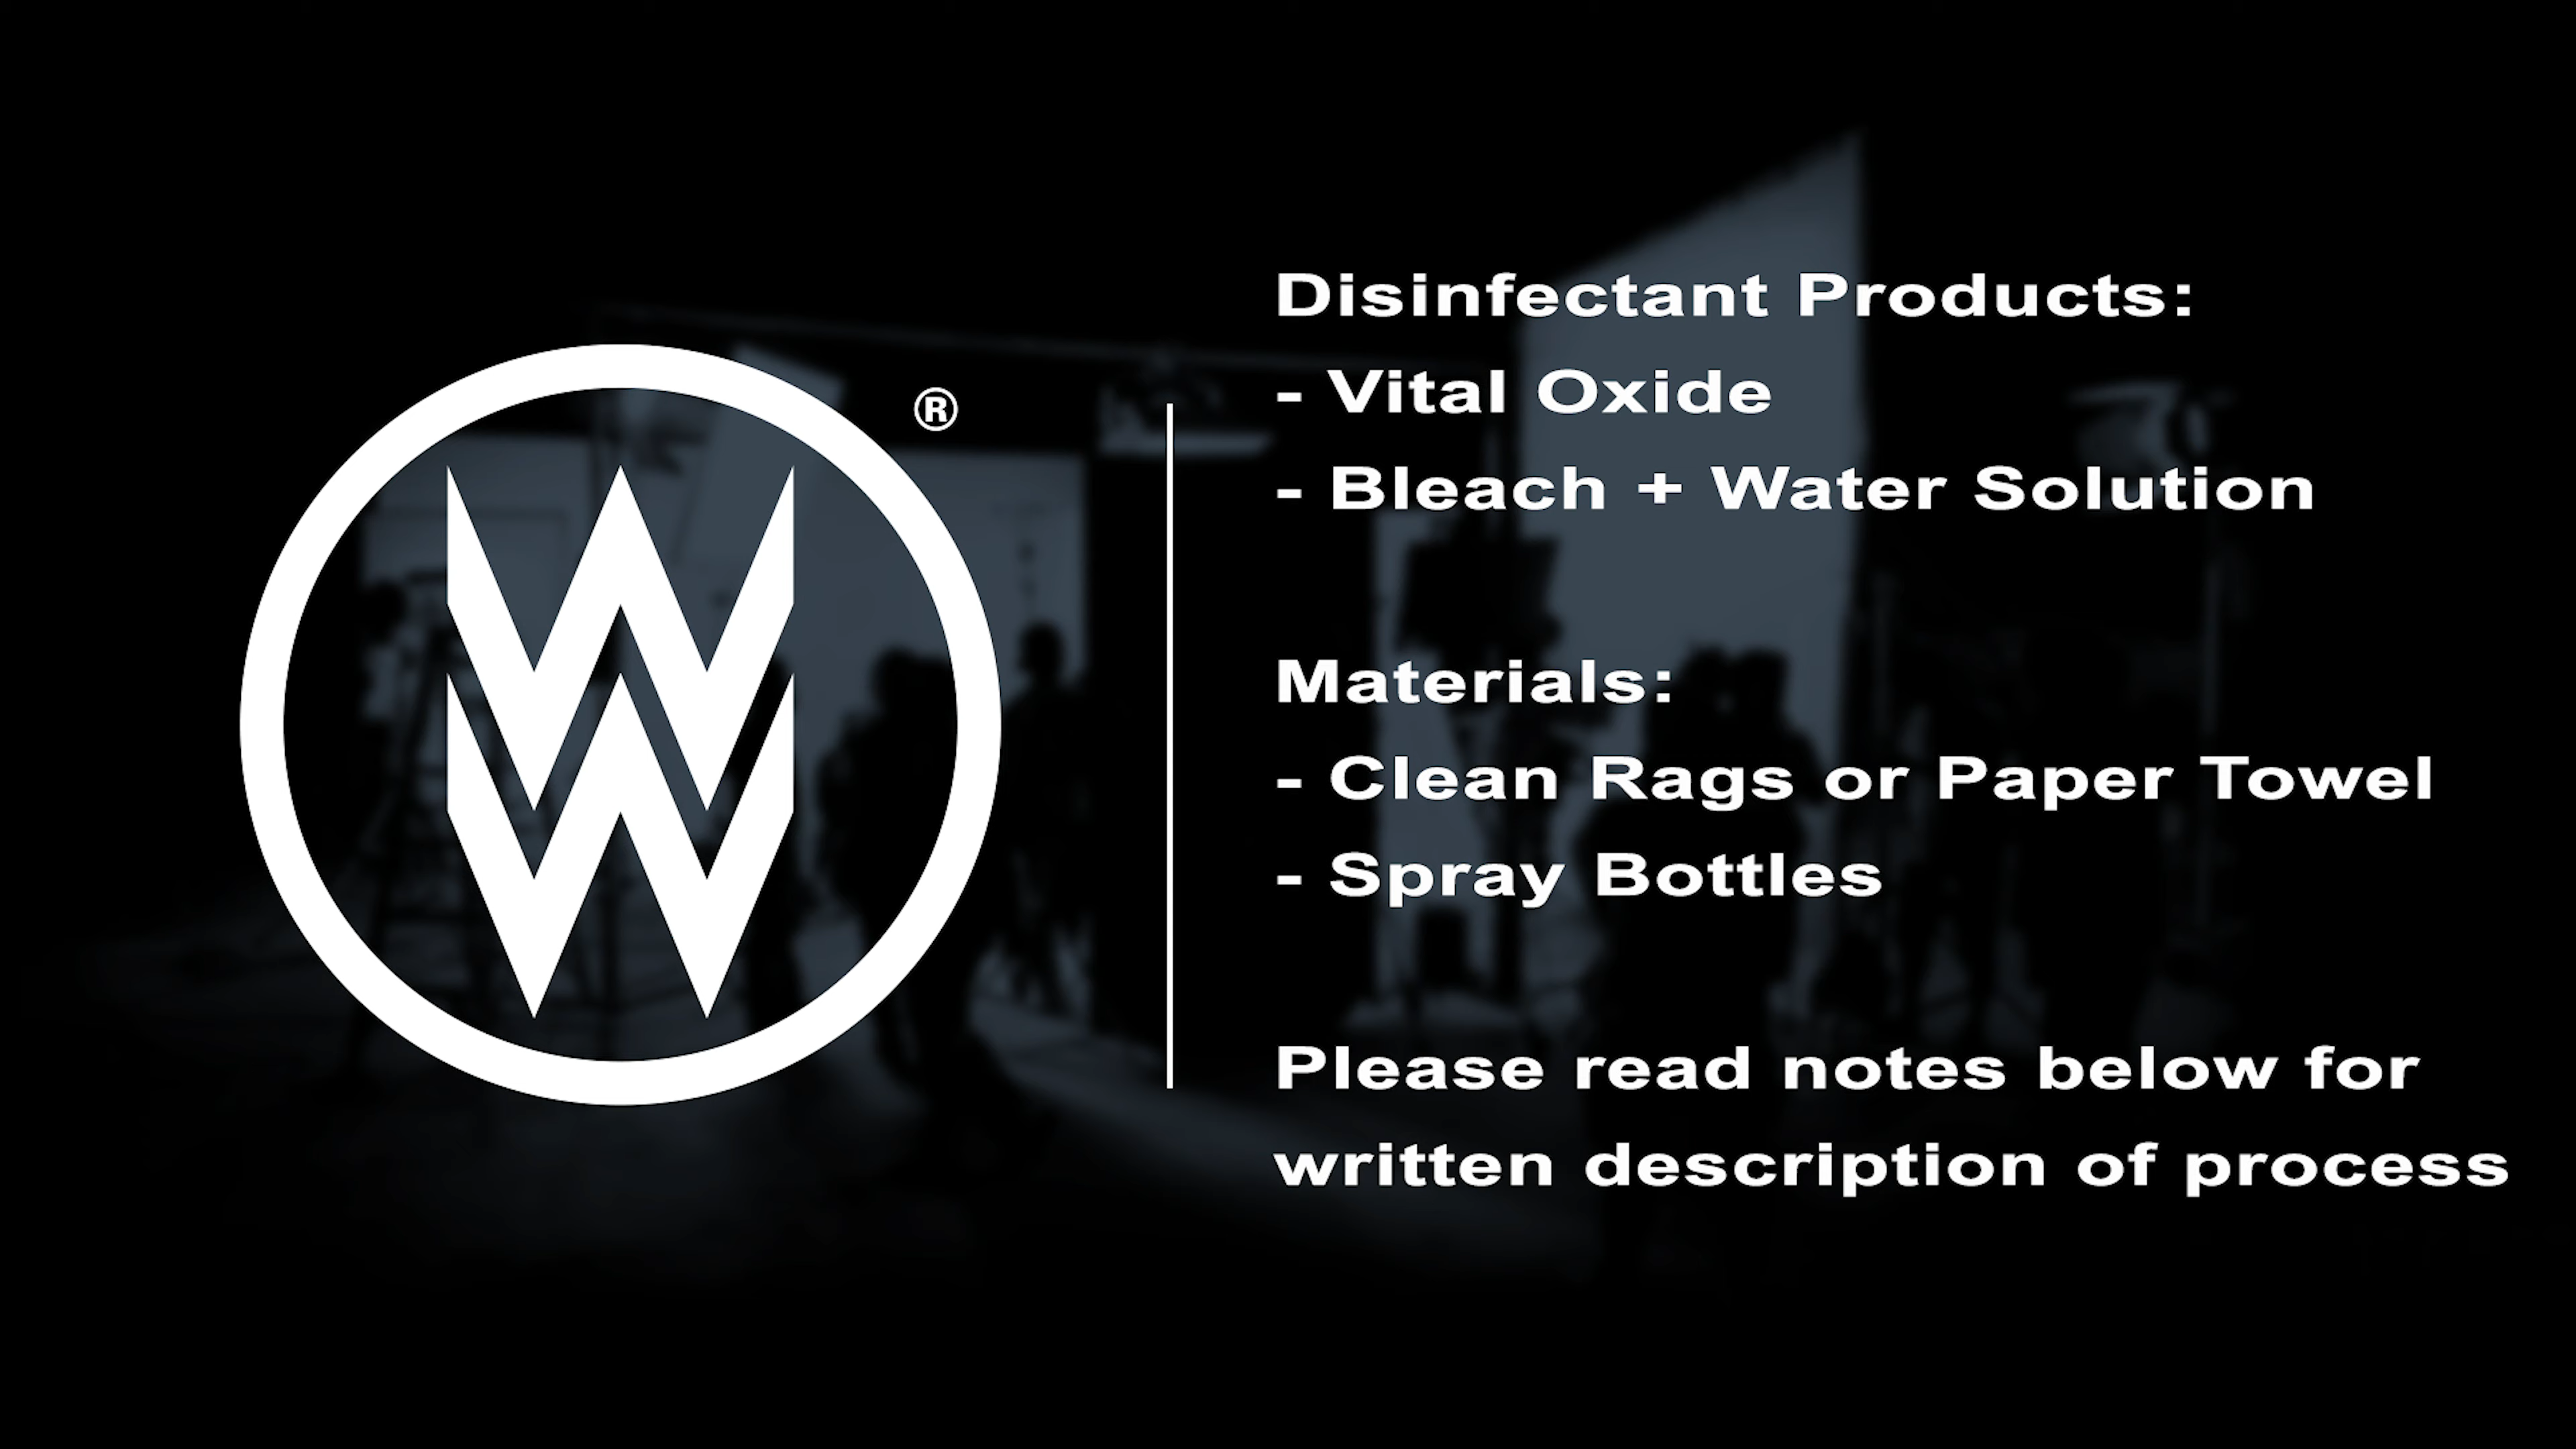 WW®
Disinfectant Products:
- Vital Oxide
- Bleach + Water Solution
Materials:
- Clean Rags or Paper Towel
- Spray Bottles
Please read notes below for
written description of process